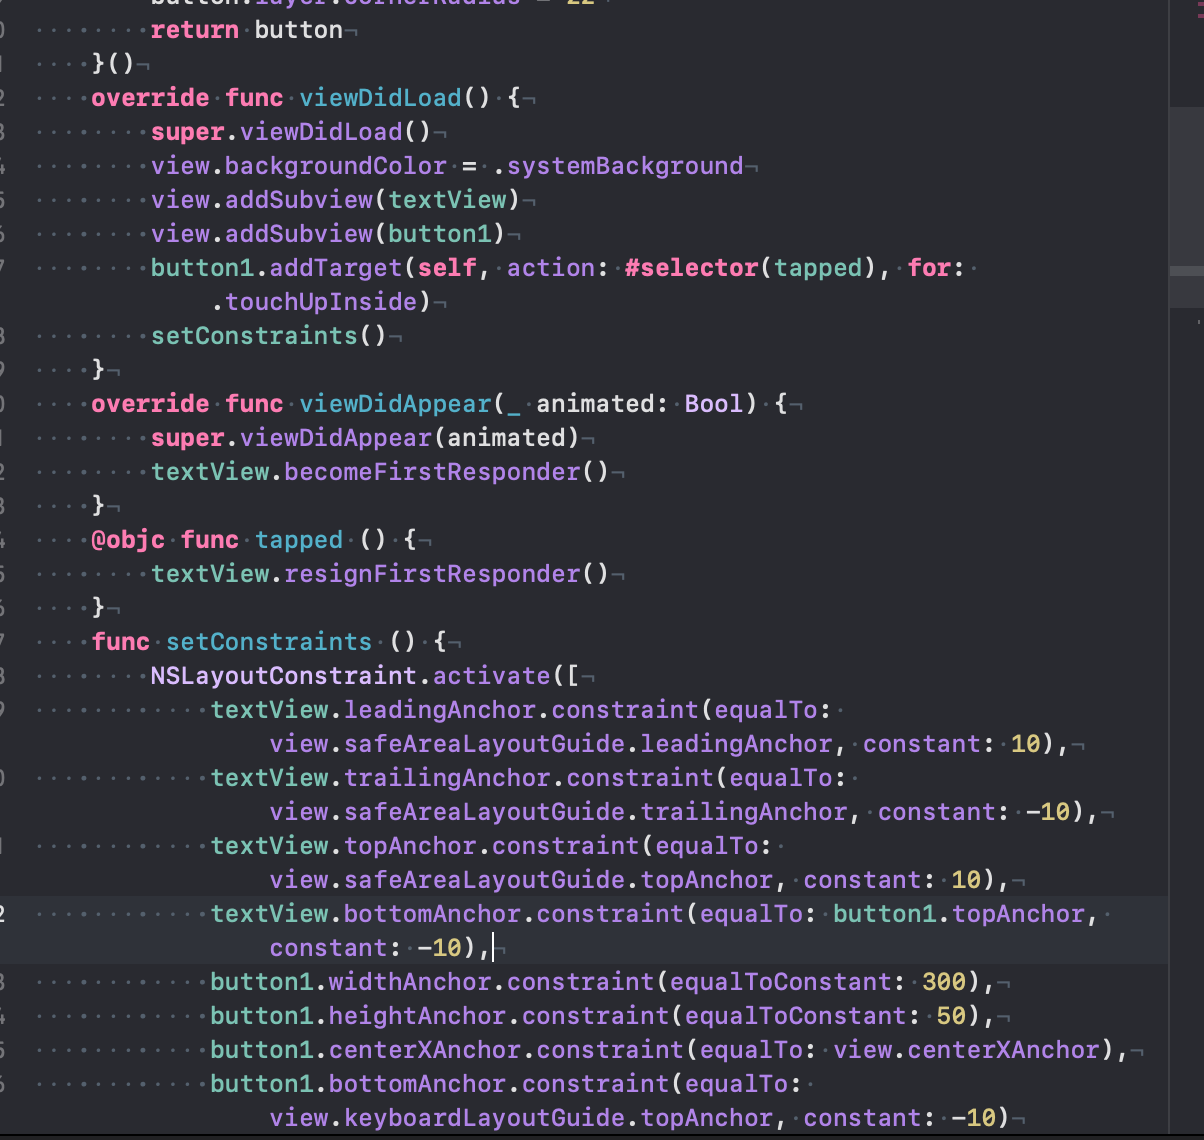 button.layer.cornerRadius = 22
return button
}()
override func viewDidLoad() {
super.viewDidLoad()
view.backgroundColor = .systemBackground
view.addSubview(textView)
view.addSubview(button1)
button1.addTarget(self, action: #selector(tapped), for:
.touchUpInside)
setConstraints()
}
override func viewDidAppear(_ animated: Bool) {
super.viewDidAppear(animated)
textView.becomeFirstResponder()
}
@objc func tapped () {
textView.resignFirstResponder()
}
func setConstraints () {
NSLayoutConstraint.activate([
textView.leadingAnchor.constraint(equalTo:
view.safeAreaLayoutGuide.leadingAnchor, constant: 10),
textView.trailingAnchor.constraint(equalTo:
view.safeAreaLayoutGuide.trailingAnchor, constant: -10),
textView.topAnchor.constraint(equalTo:
view.safeAreaLayoutGuide.topAnchor, constant: 10),
textView.bottomAnchor.constraint(equalTo: button1.topAnchor,
constant: -10),
button1.widthAnchor.constraint(equalToConstant: 300),
button1.heightAnchor.constraint(equalToConstant: 50),
button1.centerXAnchor.constraint(equalTo: view.centerXAnchor),
button1.bottomAnchor.constraint(equalTo:
view.keyboardLayoutGuide.topAnchor, constant: -10)